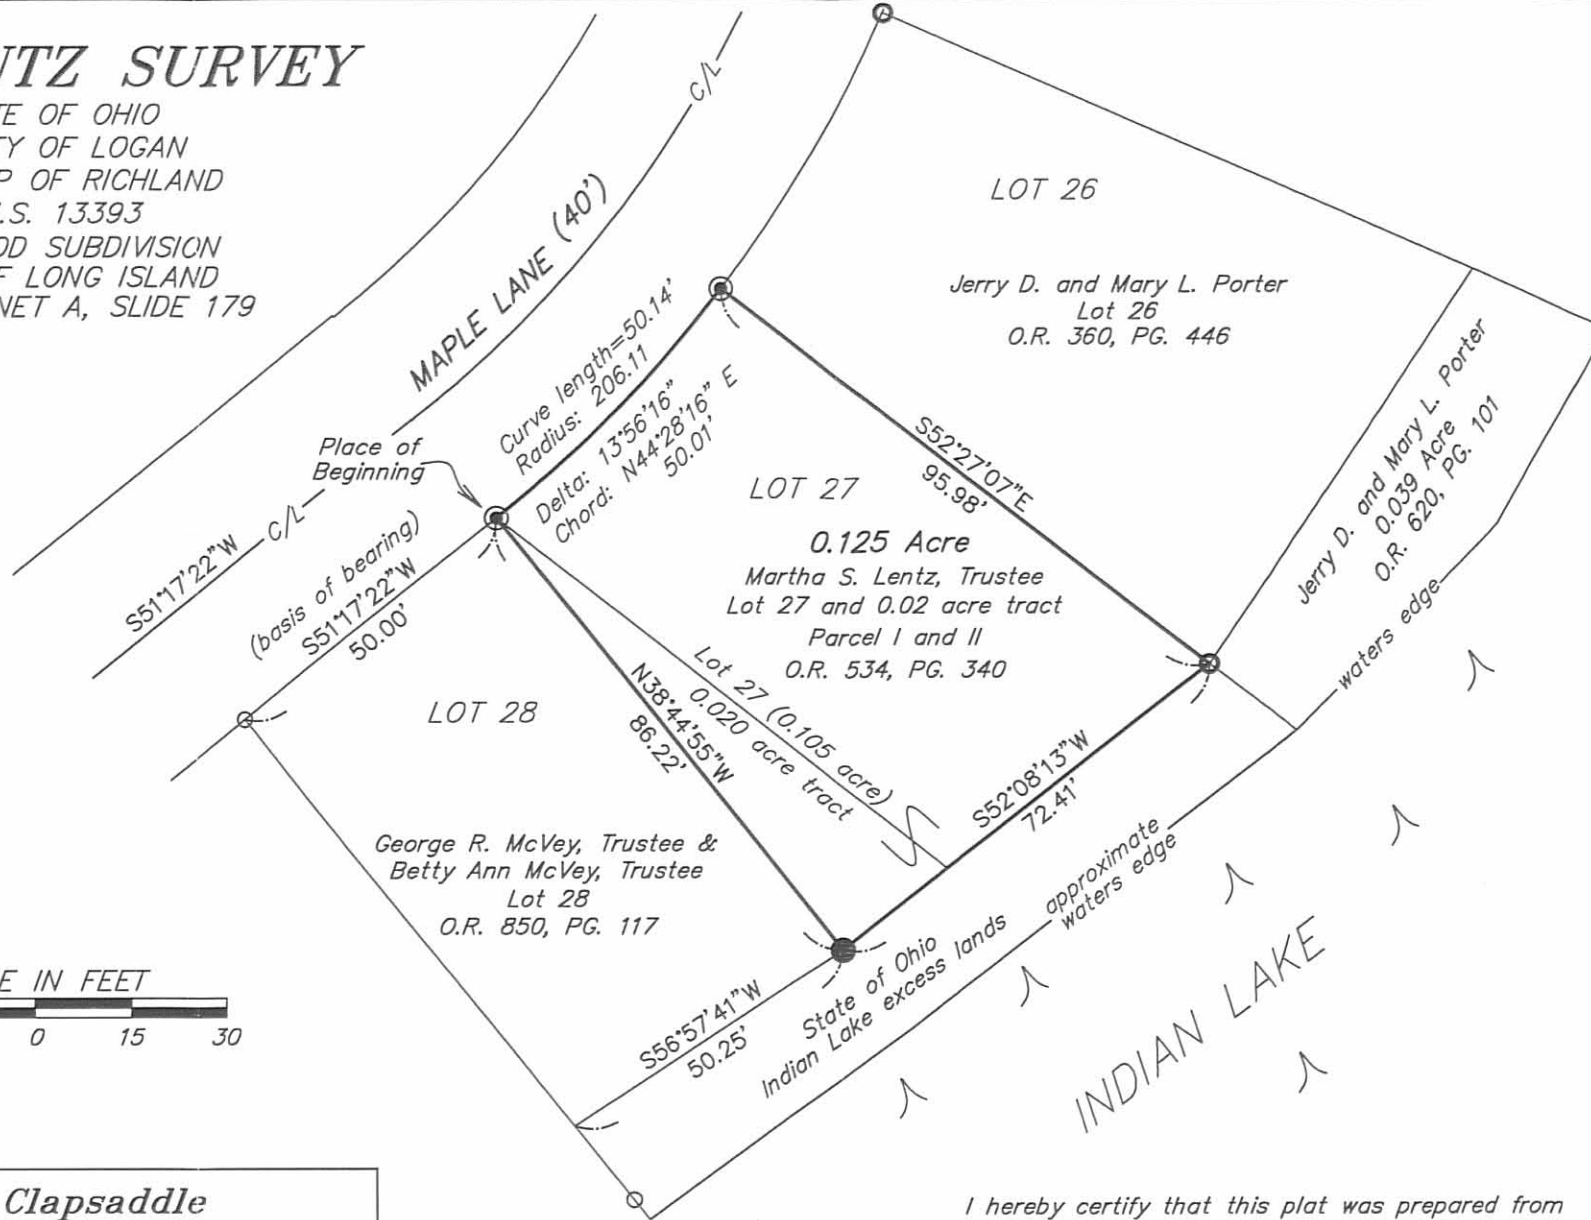 NTZ SURVEY
TE OF OHIO
TY OF LOGAN
P OF RICHLAND
.S. 13393
OD SUBDIVISION
F LONG ISLAND
NET A, SLIDE 179
C/L
MAPLE LANE (40')
LOT 26
Jerry D. and Mary L. Porter
Lot 26
O.R. 360, PG. 446
Curve length=50.14'
Radius: 206.11
Delta: 13°56'16"
Chord: N44°28'16" E
50.01'
Place of
Beginning
S51°17'22"W
C/L
(basis of bearing)
S51°17'22"W
50.00'
S52°27'07"E
95.98'
LOT 27
0.125 Acre
Martha S. Lentz, Trustee
Lot 27 and 0.02 acre tract
Parcel I and II
O.R. 534, PG. 340
Jerry D. and Mary L. Porter
0.039 Acre
O.R. 620, PG. 101
waters edge
Lot 27 (0.105 acre)
0.020 acre tract
N38°44'55"W
86.22'
S52°08'13"W
72.41'
LOT 28
George R. McVey, Trustee &
Betty Ann McVey, Trustee
Lot 28
O.R. 850, PG. 117
S56°57'41"W
50.25'
State of Ohio
Indian Lake excess lands
approximate
waters edge
INDIAN LAKE
E IN FEET
0 15 30
Clapsaddle
I hereby certify that this plat was prepared from